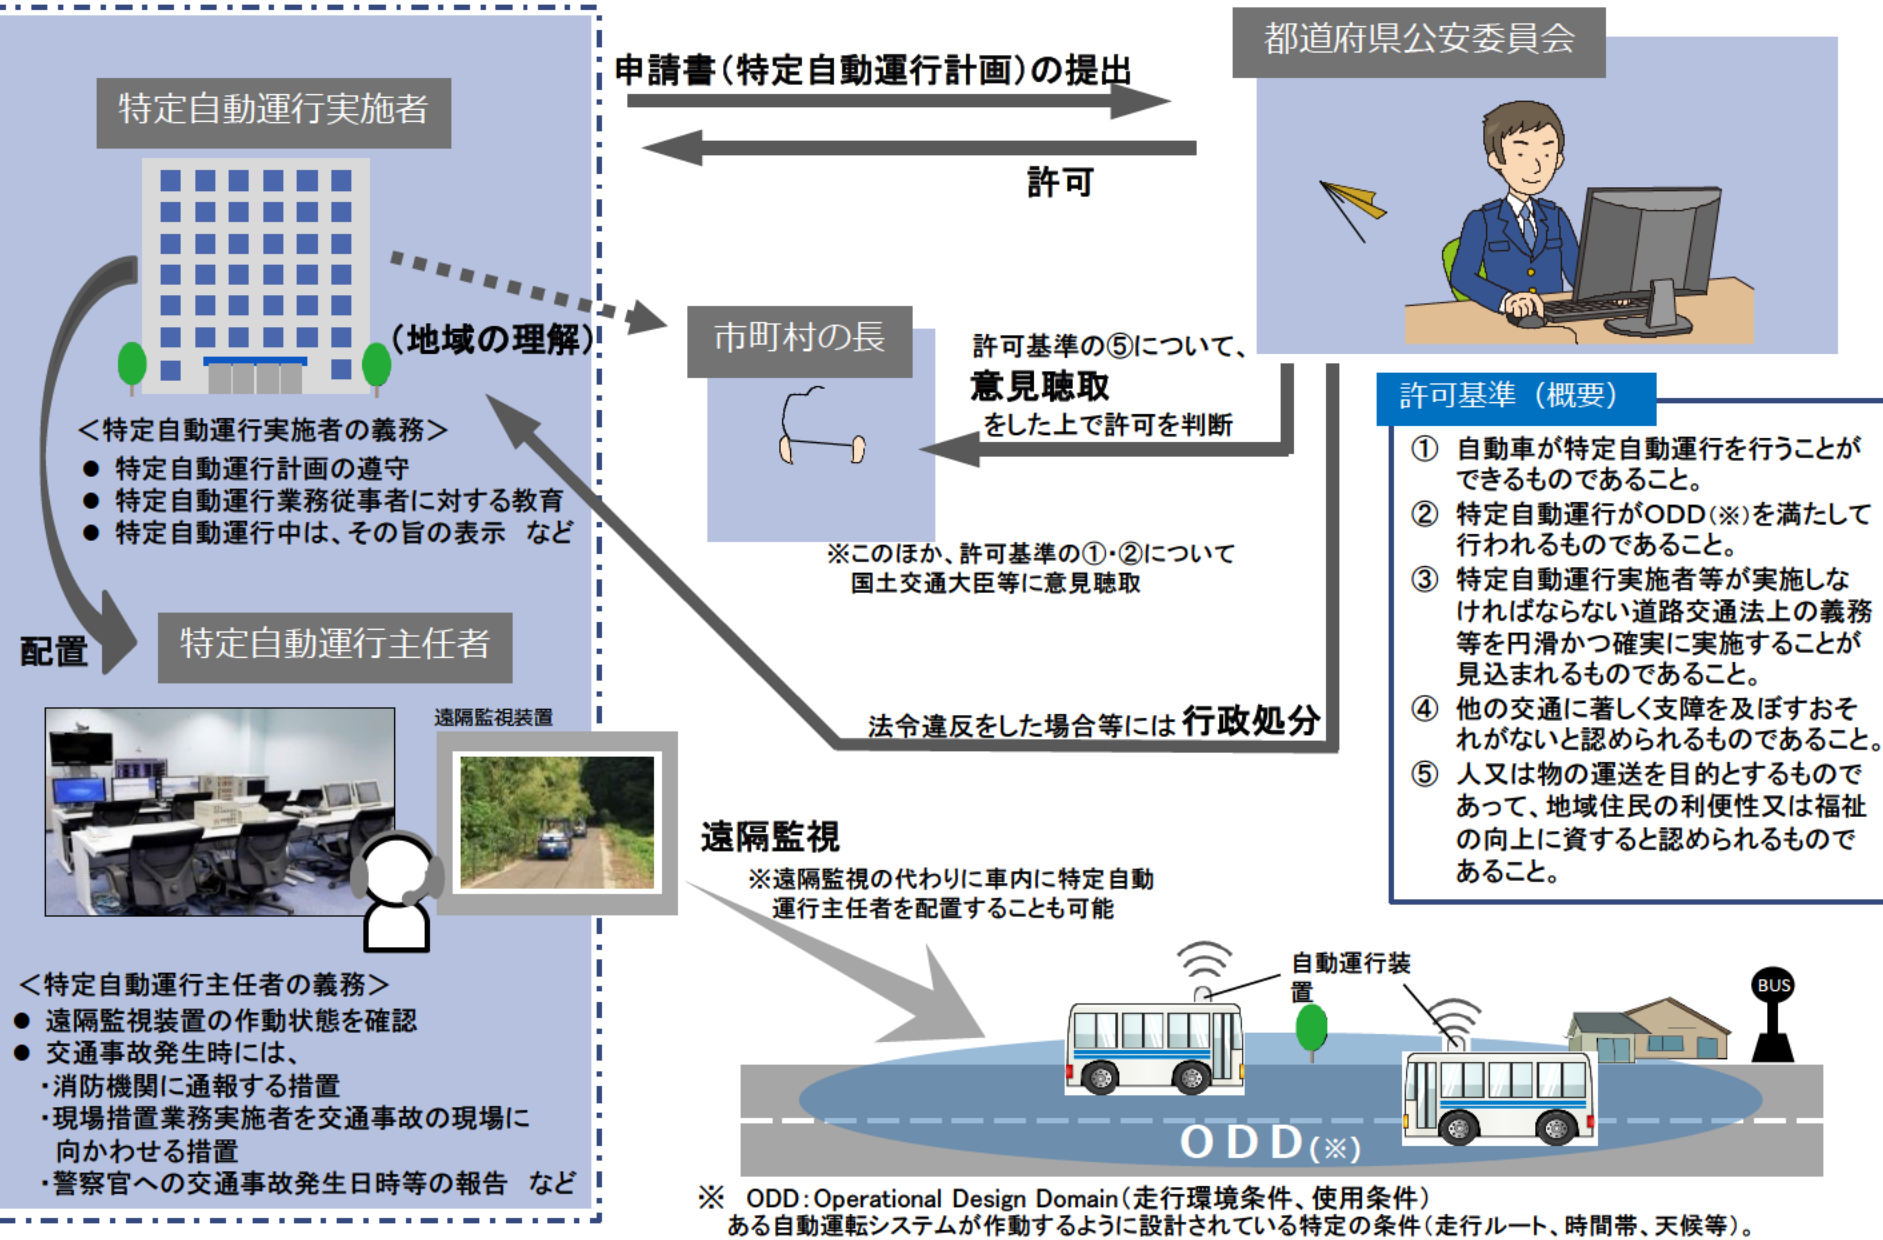 特定自動運行実施者
(地域の理解)
＜特定自動運行実施者の義務＞
● 特定自動運行計画の遵守
● 特定自動運行業務従事者に対する教育
● 特定自動運行中は、その旨の表示　など
配置
特定自動運行主任者
遠隔監視装置
＜特定自動運行主任者の義務＞
● 遠隔監視装置の作動状態を確認
● 交通事故発生時には、
・消防機関に通報する措置
・現場措置業務実施者を交通事故の現場に
向かわせる措置
・警察官への交通事故発生日時等の報告　など
申請書(特定自動運行計画)の提出
許可
都道府県公安委員会
市町村の長
許可基準の⑤について、
意見聴取
をした上で許可を判断
※このほか、許可基準の①・②について
国土交通大臣等に意見聴取
法令違反をした場合等には 行政処分
許可基準（概要）
① 自動車が特定自動運行を行うことが
できるものであること。
② 特定自動運行がODD(※)を満たして
行われるものであること。
③ 特定自動運行実施者等が実施しな
ければならない道路交通法上の義務
等を円滑かつ確実に実施することが
見込まれるものであること。
④ 他の交通に著しく支障を及ぼすおそ
れがないと認められるものであること。
⑤ 人又は物の運送を目的とするもので
あって、地域住民の利便性又は福祉
の向上に資すると認められるもので
あること。
遠隔監視
※遠隔監視の代わりに車内に特定自動
運行主任者を配置することも可能
自動運行装
置
BUS
ODD(※)
※　ODD：Operational Design Domain(走行環境条件、使用条件)
ある自動運転システムが作動するように設計されている特定の条件(走行ルート、時間帯、天候等)。